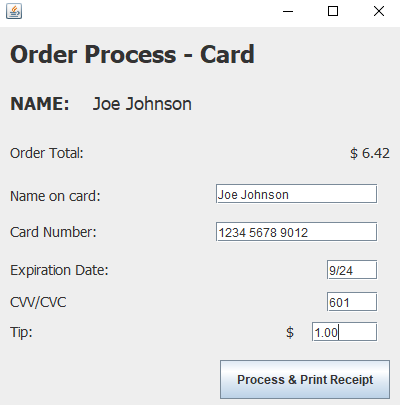 Order Process - Card
NAME: Joe Johnson
Order Total: $ 6.42
Name on card: Joe Johnson
Card Number: 1234 5678 9012
Expiration Date: 9/24
CVV/CVC 601
Tip: $ 1.00
Process & Print Receipt